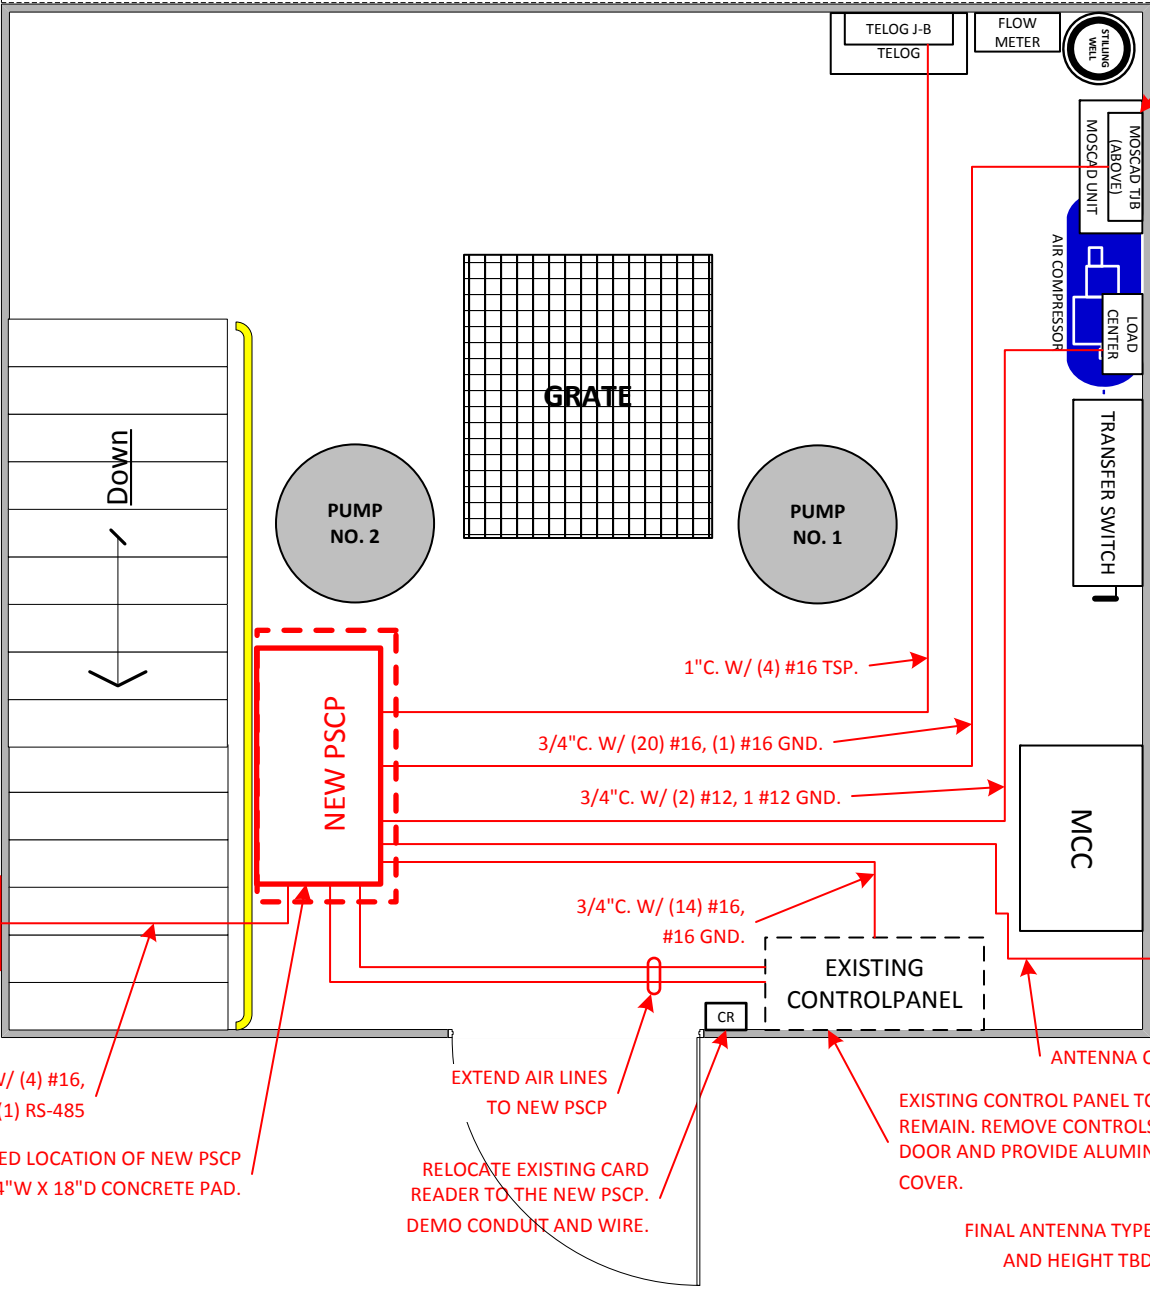 TELOG J-B
TELOG
FLOW
METER
STILLING
WELL
MOSCAD TJB
(ABOVE)
MOSCAD UNIT
AIR COMPRESSOR
LOAD
CENTER
TRANSFER SWITCH
GRATE
Down
PUMP
NO. 2
PUMP
NO. 1
1"C. W/ (4) #16 TSP.
3/4"C. W/ (20) #16, (1) #16 GND.
3/4"C. W/ (2) #12, 1 #12 GND.
NEW PSCP
MCC
3/4"C. W/ (14) #16,
#16 GND.
EXISTING
CONTROLPANEL
CR
W/ (4) #16,
(1) RS-485
EXTEND AIR LINES
TO NEW PSCP
ANTENNA C
EXISTING CONTROL PANEL TO
REMAIN. REMOVE CONTROLS
DOOR AND PROVIDE ALUMIN
COVER.
ED LOCATION OF NEW PSCP
4"W X 18"D CONCRETE PAD.
RELOCATE EXISTING CARD
READER TO THE NEW PSCP.
DEMO CONDUIT AND WIRE.
FINAL ANTENNA TYPE
AND HEIGHT TBD